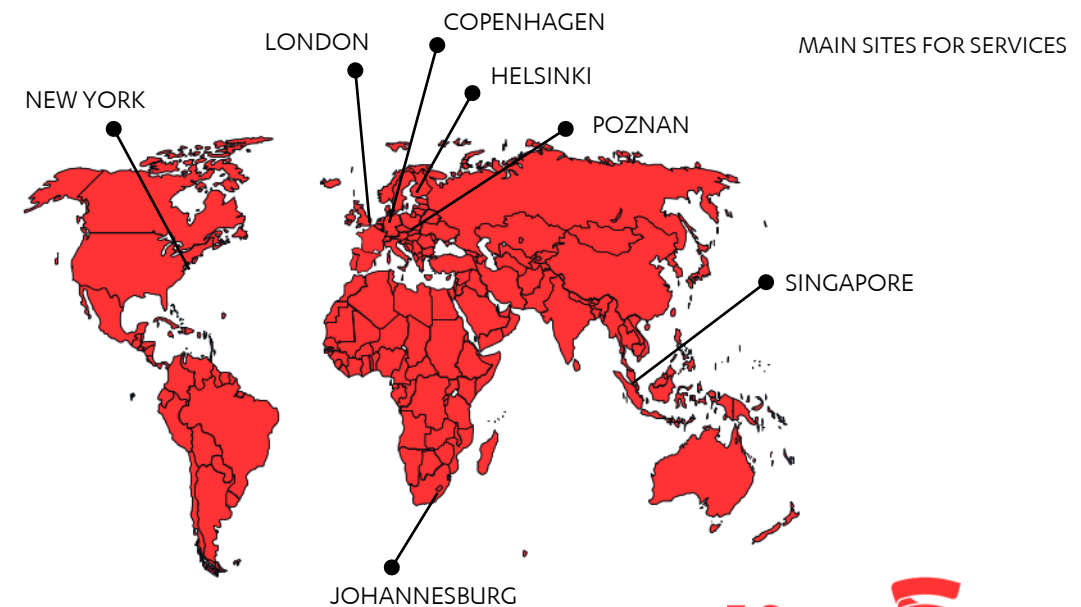 COPENHAGEN
LONDON
MAIN SITES FOR SERVICES
HELSINKI
NEW YORK
POZNAN
SINGAPORE
JOHANNESBURG